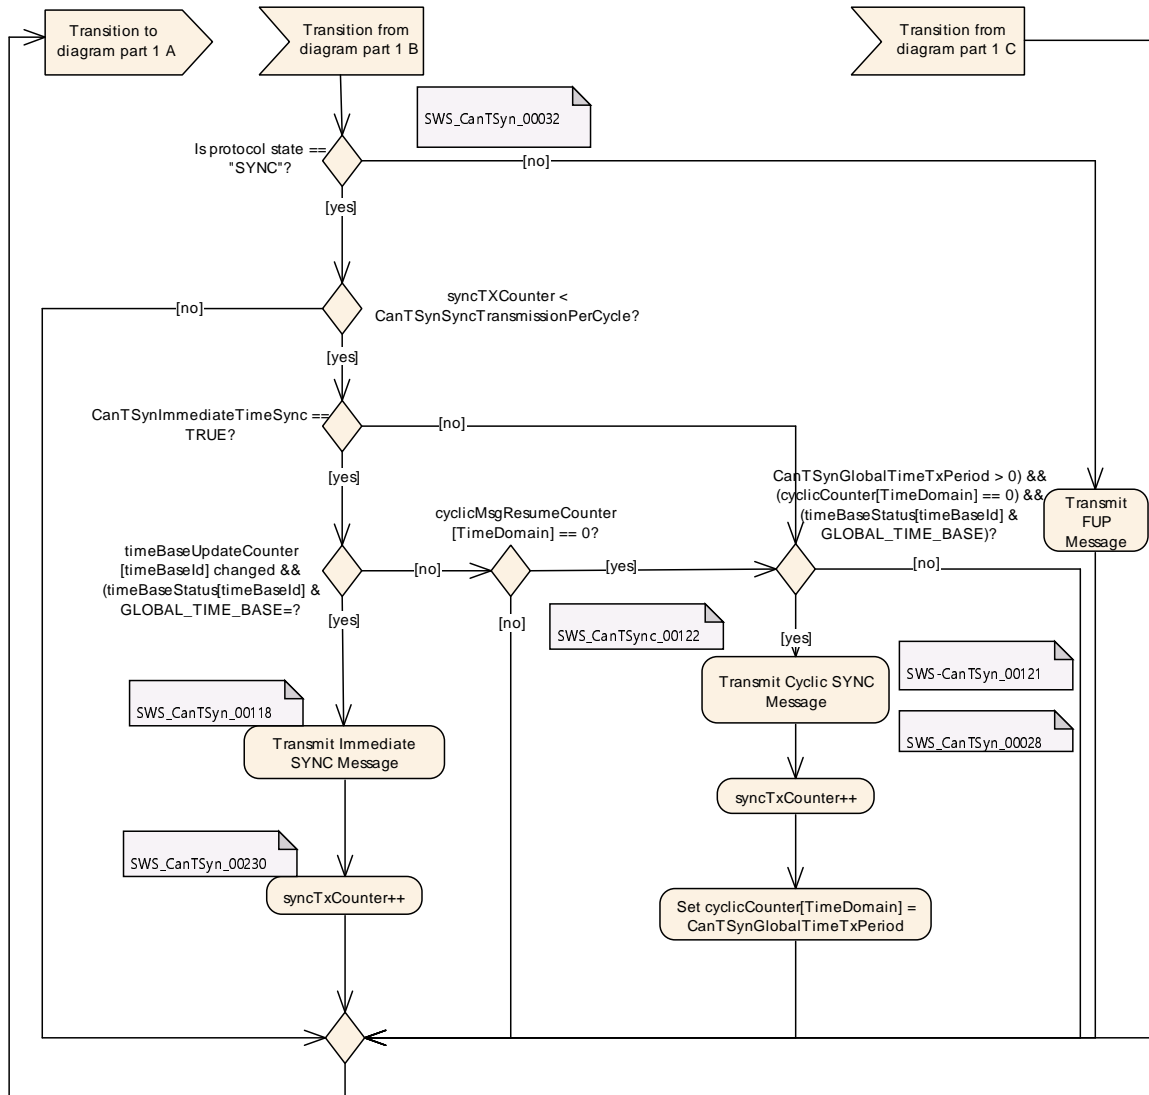 Transition to
diagram part 1 A
Transition from
diagram part 1 B
Transition from
diagram part 1 C
SWS_CanTSyn_00032
Is protocol state ==
"SYNC"?
[no]
[yes]
syncTXCounter <
CanTSynSyncTransmissionPerCycle?
[no]
[yes]
CanTSynImmediateTimeSync ==
TRUE?
[no]
[yes]
CanTSynGlobalTimeTxPeriod > 0) &&
(cyclicCounter[TimeDomain] == 0) &&
(timeBaseStatus[timeBaseId] &
GLOBAL_TIME_BASE)?
Transmit
FUP
Message
cyclicMsgResumeCounter
[TimeDomain] == 0?
timeBaseUpdateCounter
[timeBaseId] changed &&
(timeBaseStatus[timeBaseId] &
GLOBAL_TIME_BASE=?
[no]
[yes]
[no]
[yes]
[no]
[yes]
SWS_CanTSync_00122
SWS-CanTSyn_00121
Transmit Cyclic SYNC
Message
SWS_CanTSyn_00028
SWS_CanTSyn_00118
Transmit Immediate
SYNC Message
syncTxCounter++
SWS_CanTSyn_00230
syncTxCounter++
Set cyclicCounter[TimeDomain] =
CanTSynGlobalTimeTxPeriod